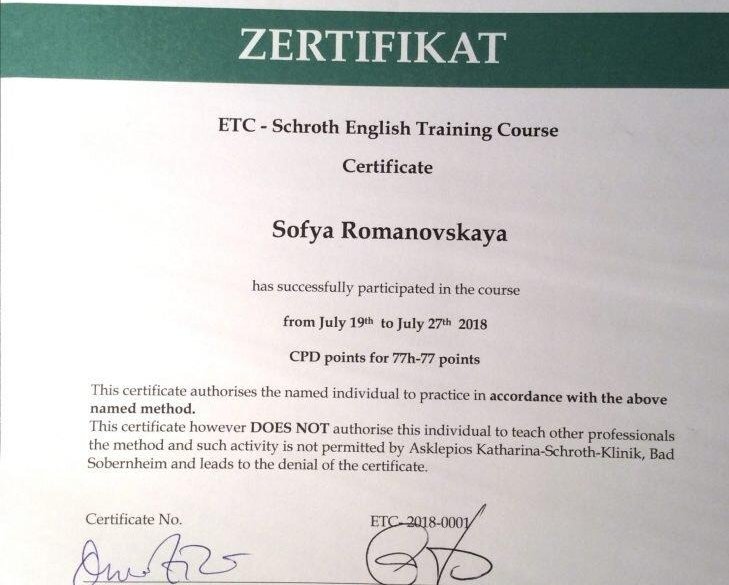 ZERTIFIKAT
ETC - Schroth English Training Course
Certificate
Sofya Romanovskaya
has successfully participated in the course
from July 19th to July 27th 2018
CPD points for 77h-77 points
This certificate authorises the named individual to practice in accordance with the above
named method.
This certificate however DOES NOT authorise this individual to teach other professionals
the method and such activity is not permitted by Asklepios Katharina-Schroth-Klinik, Bad
Sobernheim and leads to the denial of the certificate.
Certificate No. ETC- 2018-0001